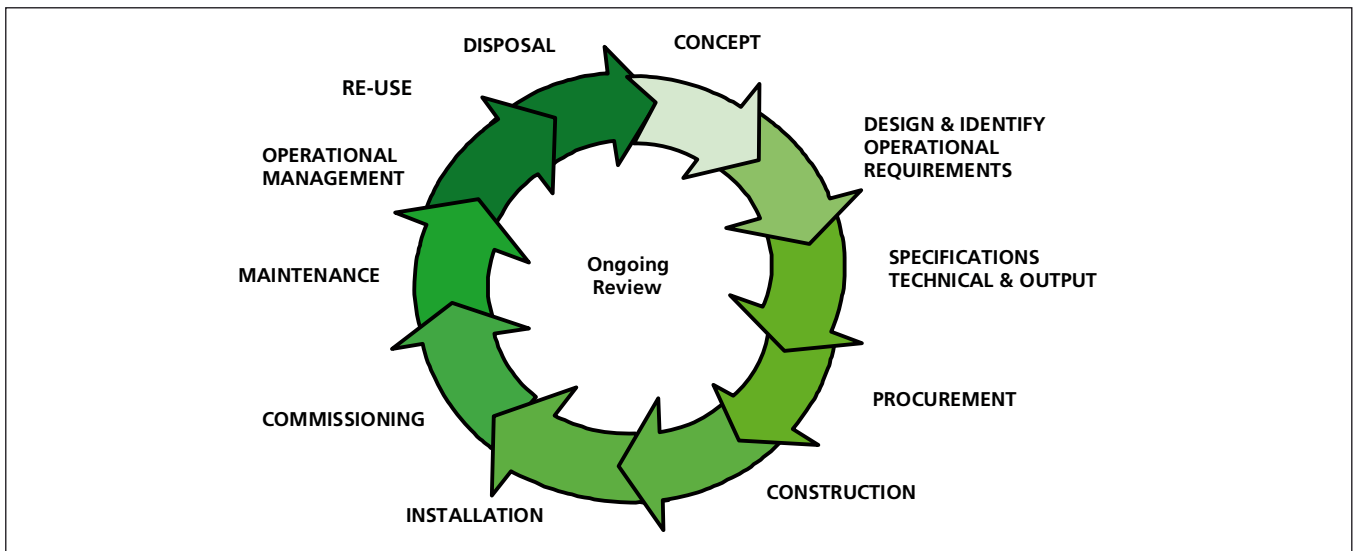 CONCEPT
DESIGN & IDENTIFY
OPERATIONAL
REQUIREMENTS
SPECIFICATIONS
TECHNICAL & OUTPUT
PROCUREMENT
CONSTRUCTION
INSTALLATION
COMMISSIONING
MAINTENANCE
OPERATIONAL
MANAGEMENT
RE-USE
DISPOSAL
Ongoing
Review